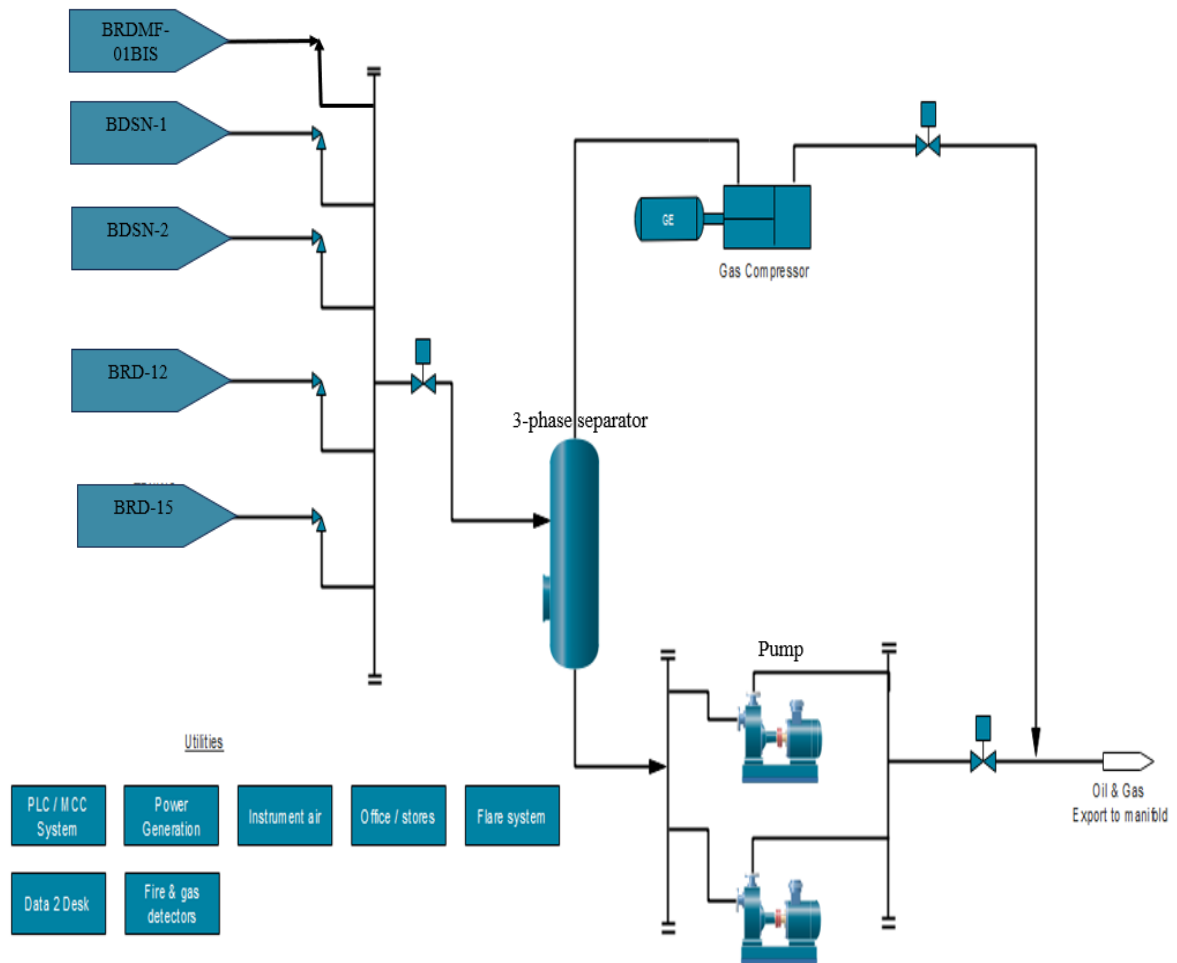 BRDMF-
01BIS
BDSN-1
BDSN-2
BRD-12
BRD-15
GE
Gas Compressor
3-phase separator
Pump
Oil & Gas
Export to manifold
Utilities
PLC / MCC
System
Power
Generation
Instrument air
Office / stores
Flare system
Data 2 Desk
Fire & gas
detectors